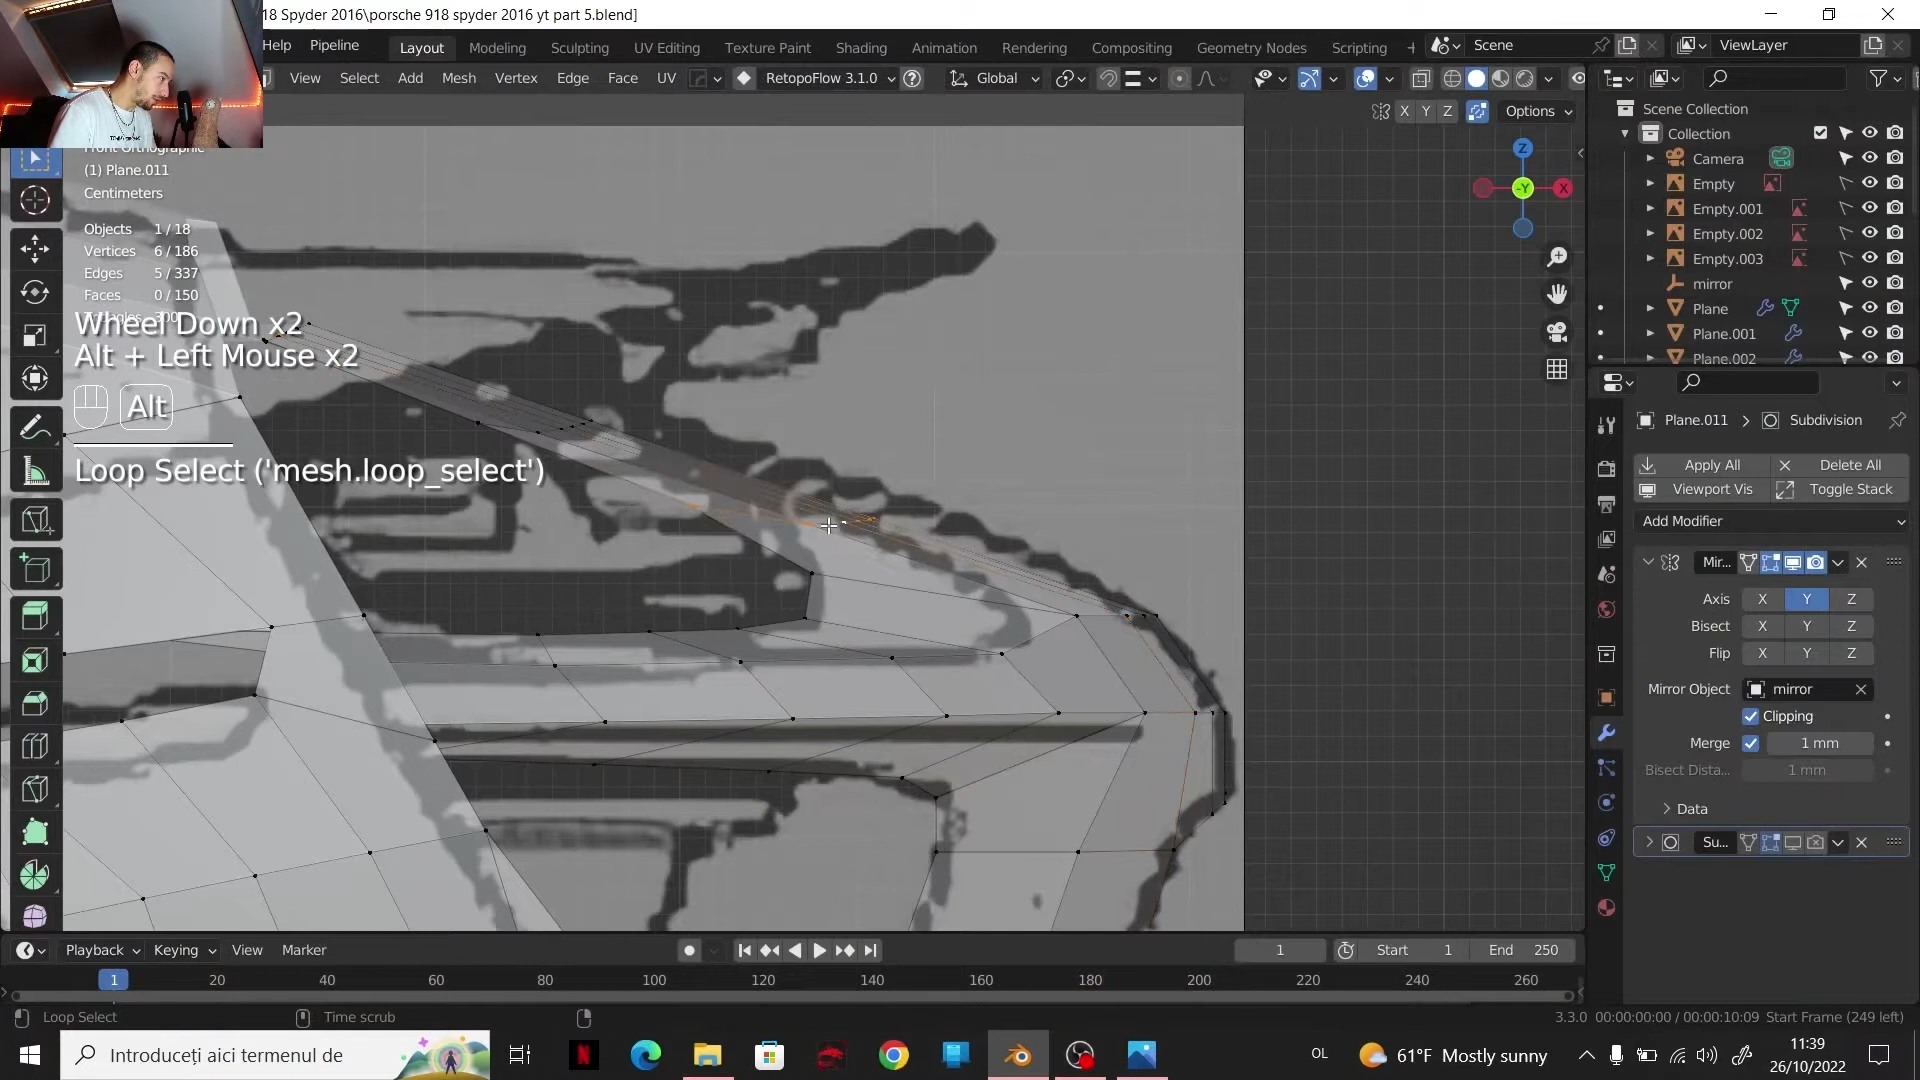 18 Spyder 2016\porsche 918 spyder 2016 yt part 5.blend]
Help Pipeline Layout Modeling Sculpting UV Editing Texture Paint Shading Animation Rendering Compositing Geometry Nodes Scripting + Scene ViewLayer
View Select Add Mesh Vertex Edge Face UV RetopoFlow 3.1.0 Global
X Y Z Options
Front Orthographic
(1) Plane.011
Centimeters
Objects 1 / 18
Vertices 6 / 186
Edges 5 / 337
Faces 0 / 150
Wheel Down x2
Alt + Left Mouse x2
Alt
Loop Select ('mesh.loop_select')
Z
-Y X
Scene Collection
Collection
Camera
Empty
Empty.001
Empty.002
Empty.003
mirror
Plane
Plane.001
Plane.002
Plane.011 > Subdivision
Apply All Delete All
Viewport Vis Toggle Stack
Add Modifier
Mir...
Axis X Y Z
Bisect X Y Z
Flip X Y Z
Mirror Object mirror
Clipping
Merge 1 mm
Bisect Dista... 1 mm
Data
Su...
Playback Keying View Marker 1 Start 1 End 250
1 20 40 60 80 100 120 140 160 180 200 220 240 260
Loop Select Time scrub 3.3.0 00:00:00:00 / 00:00:10:09 Start Frame (249 left)
Introduceți aici termenul de OL 61°F Mostly sunny 11:39
26/10/2022